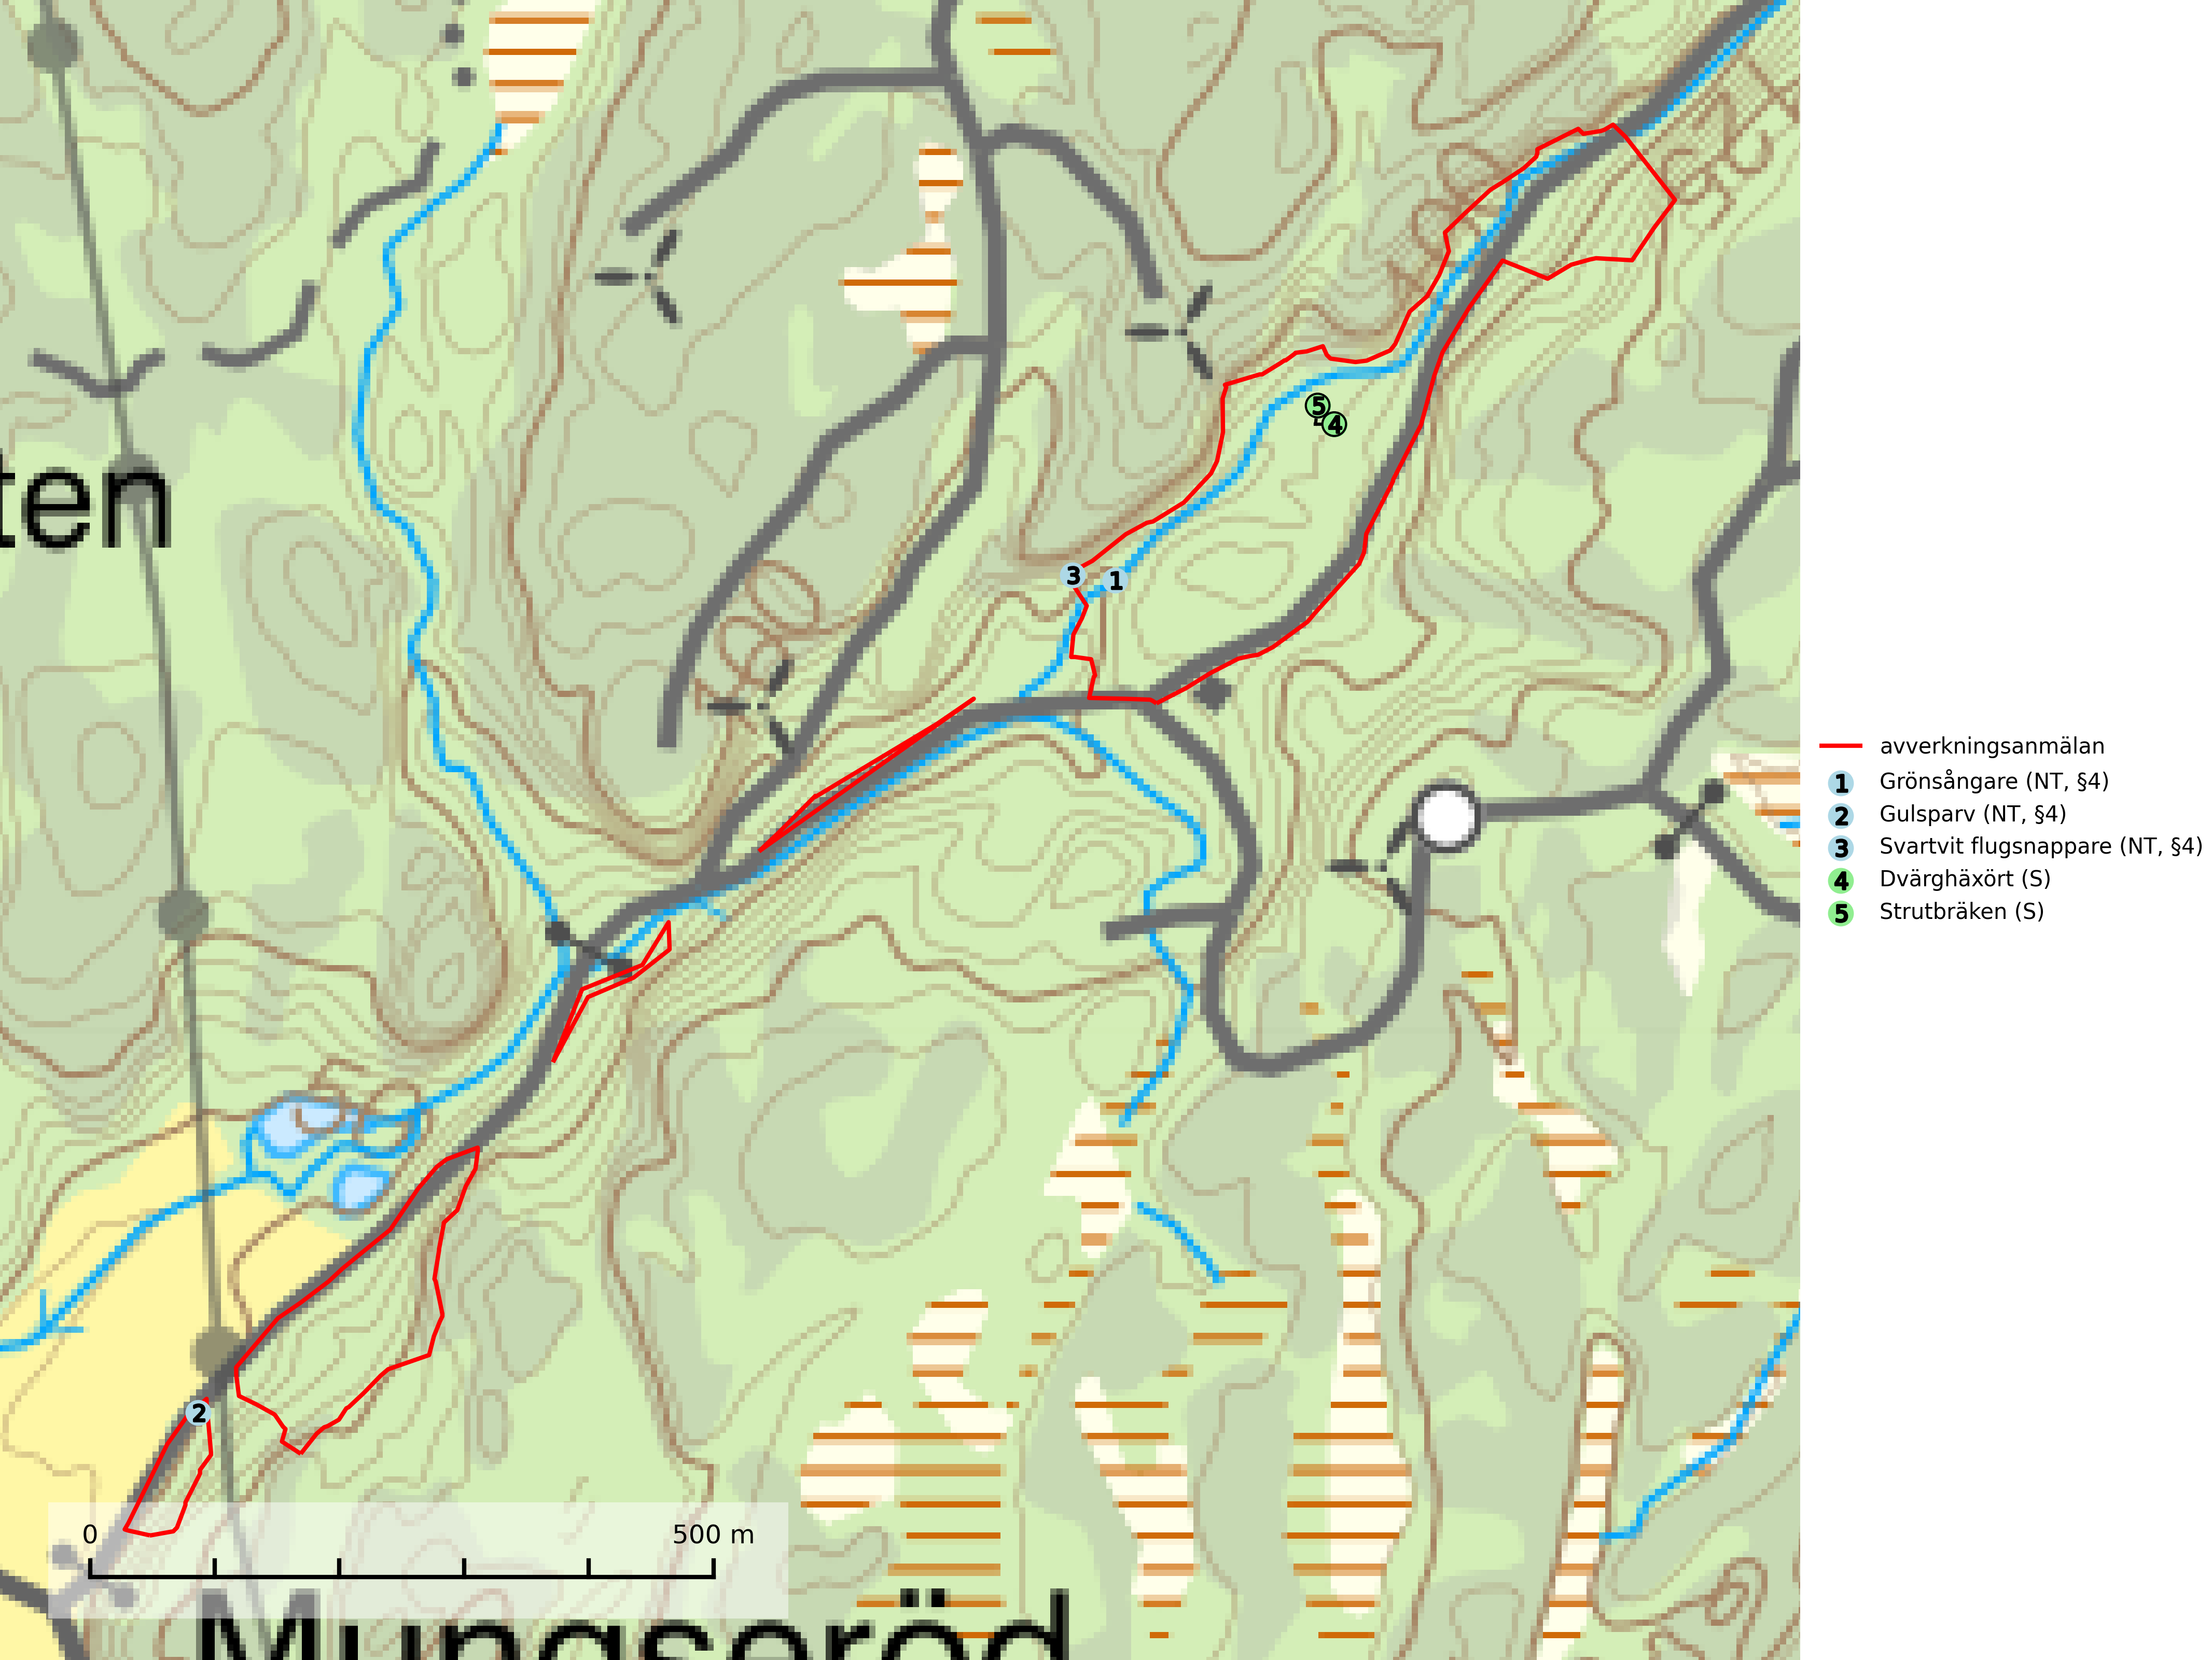 ten
5
4
3
1
avverkningsanmälan
1 Grönsångare (NT, §4)
2 Gulsparv (NT, §4)
3 Svartvit flugsnappare (NT, §4)
4 Dvärghäxört (S)
5 Strutbräken (S)
2
0 500 m
Mungseröd